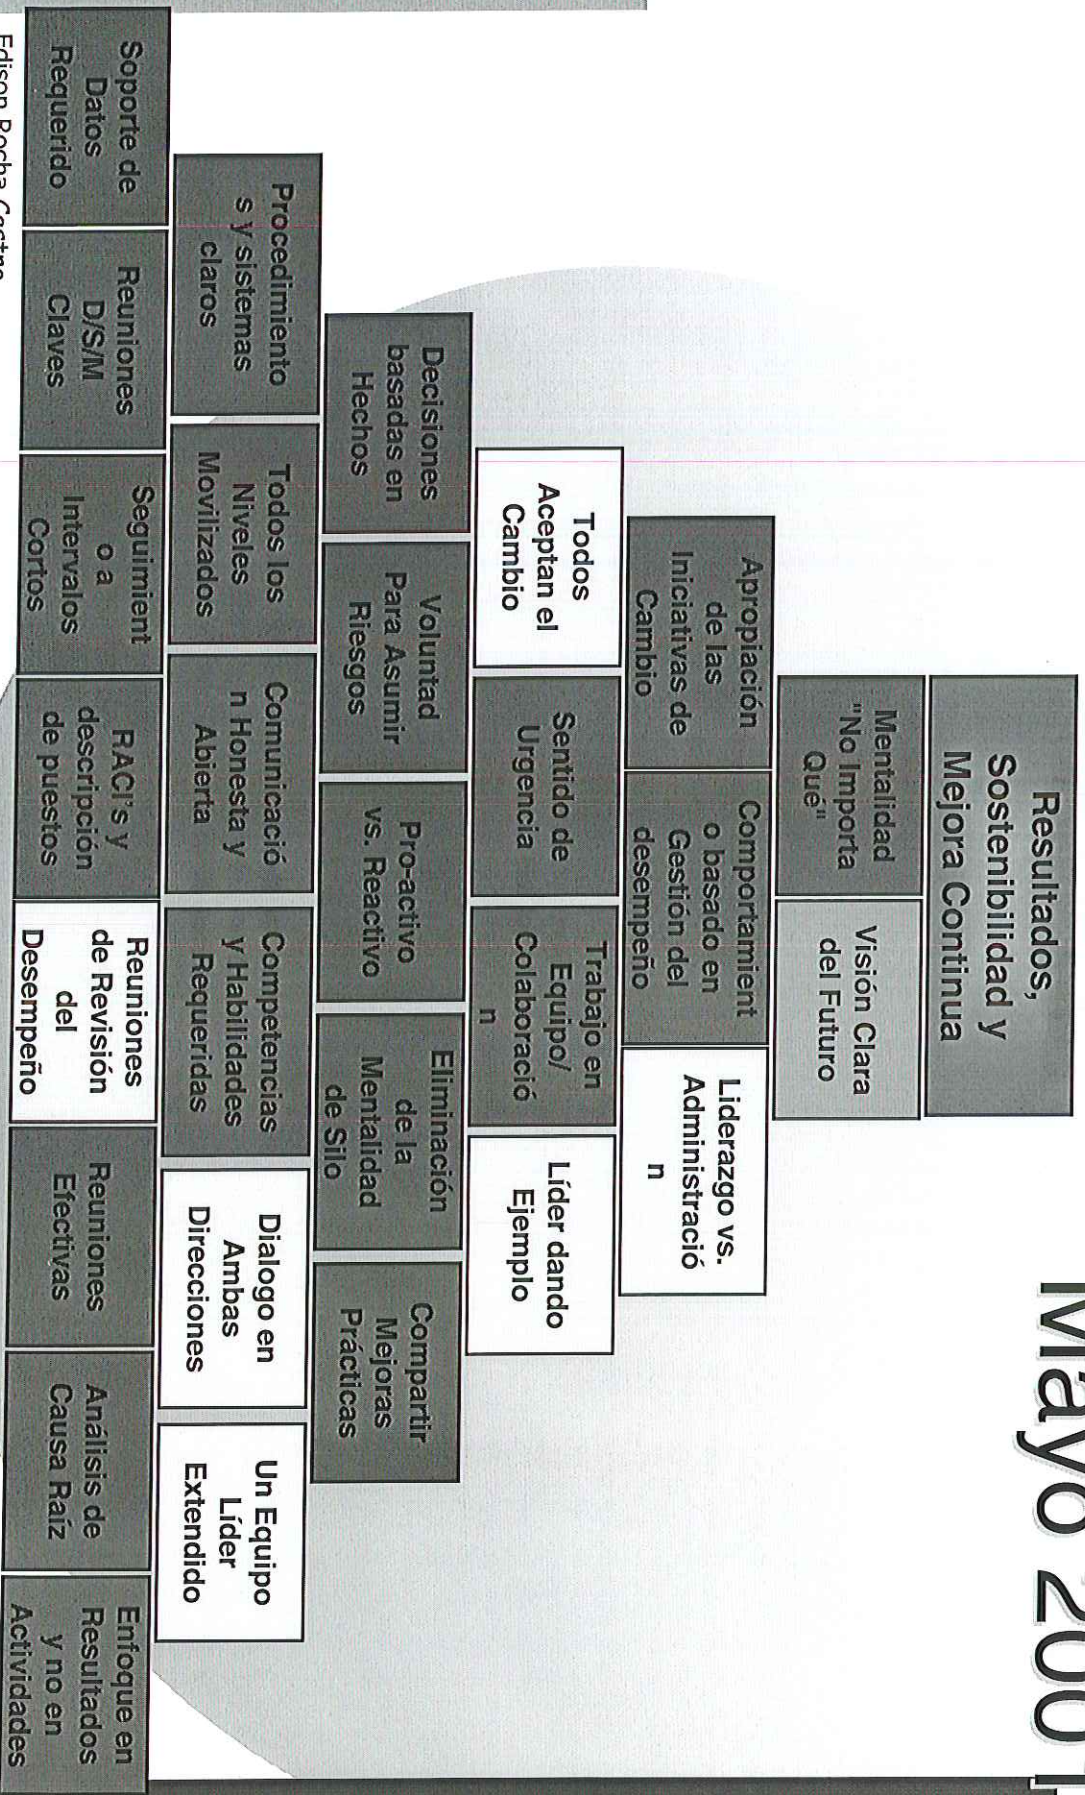 Mayo 2001
Resultados,
Sostenibilidad y
Mejora Continua
Mentalidad
"No Importa
Qué"
Visión Clara
del Futuro
Apropiación
de las
Iniciativas de
Cambio
Comportamient
o basado en
Gestión del
desempeño
Liderazgo vs.
Administració
n
Todos
Aceptan el
Cambio
Sentido de
Urgencia
Trabajo en
Equipo/
Colaboració
n
Líder dando
Ejemplo
Decisiones
basadas en
Hechos
Voluntad
Para Asumir
Riesgos
Pro-activo
vs. Reactivo
Eliminación
de la
Mentalidad
de Silo
Compartir
Mejoras
Prácticas
Procedimiento
s y sistemas
claros
Todos los
Niveles
Movilizados
Comunicació
n Honesta y
Abierta
Competencias
y Habilidades
Requeridas
Dialogo en
Ambas
Direcciones
Un Equipo
Líder
Extendido
Soporte de
Datos
Requerido
Reuniones
D/S/M
Claves
Seguimient
o a
Intervalos
Cortos
RACI's y
descripción
de puestos
Reuniones
de Revisión
del
Desempeño
Reuniones
Efectivas
Análisis de
Causa Raíz
Enfoque en
Resultados
y no en
Actividades
Edison Rocha Castro